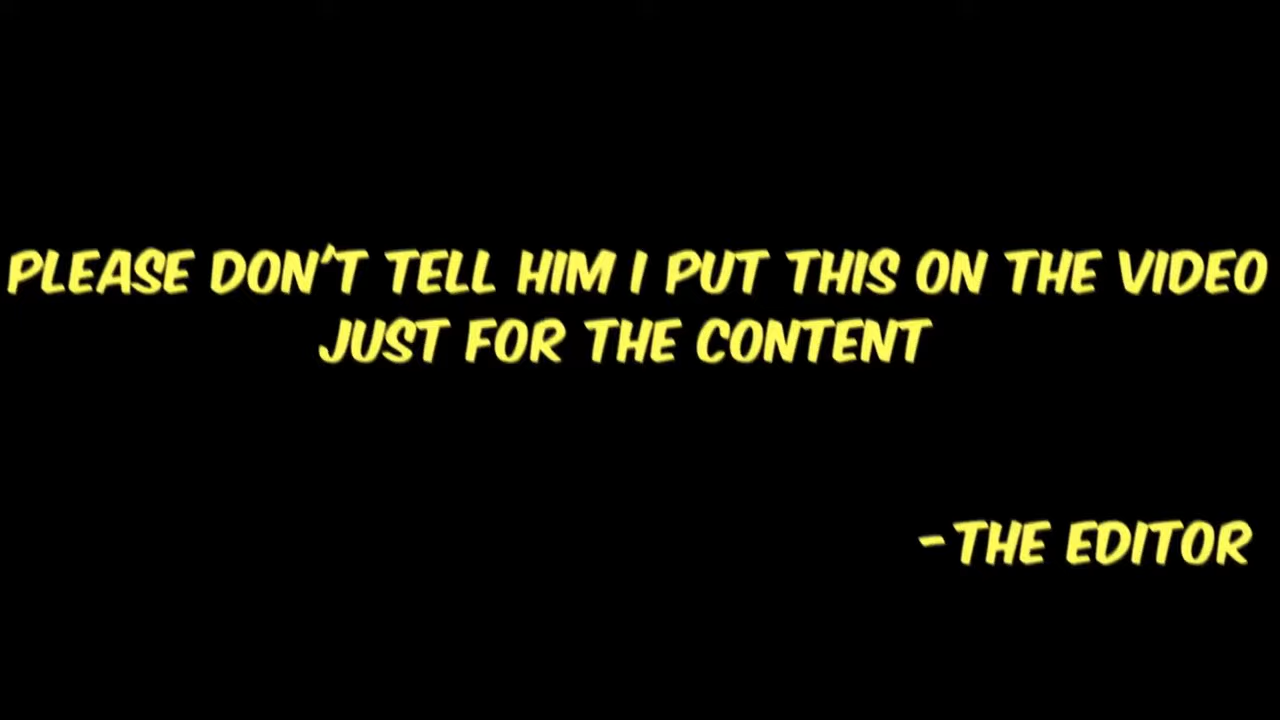 PLEASE DON'T TELL HIM I PUT THIS ON THE VIDEO
JUST FOR THE CONTENT
-THE EDITOR